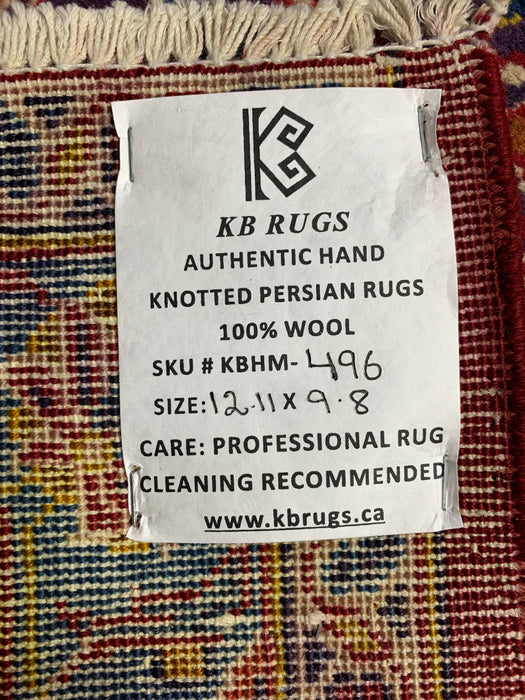 KB RUGS
AUTHENTIC HAND
KNOTTED PERSIAN RUGS
100% WOOL
SKU # KBHM-496
SIZE:12.11 X 9.8
CARE: PROFESSIONAL RUG
CLEANING RECOMMENDED
www.kbrugs.ca